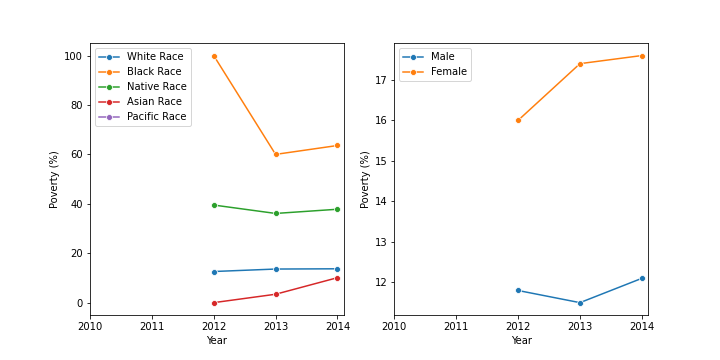 100
80
60
40
20
0
Poverty (%)
White Race
Black Race
Native Race
Asian Race
Pacific Race
2010 2011 2012 2013 2014
Year
17
16
15
14
13
12
Poverty (%)
Male
Female
2010 2011 2012 2013 2014
Year